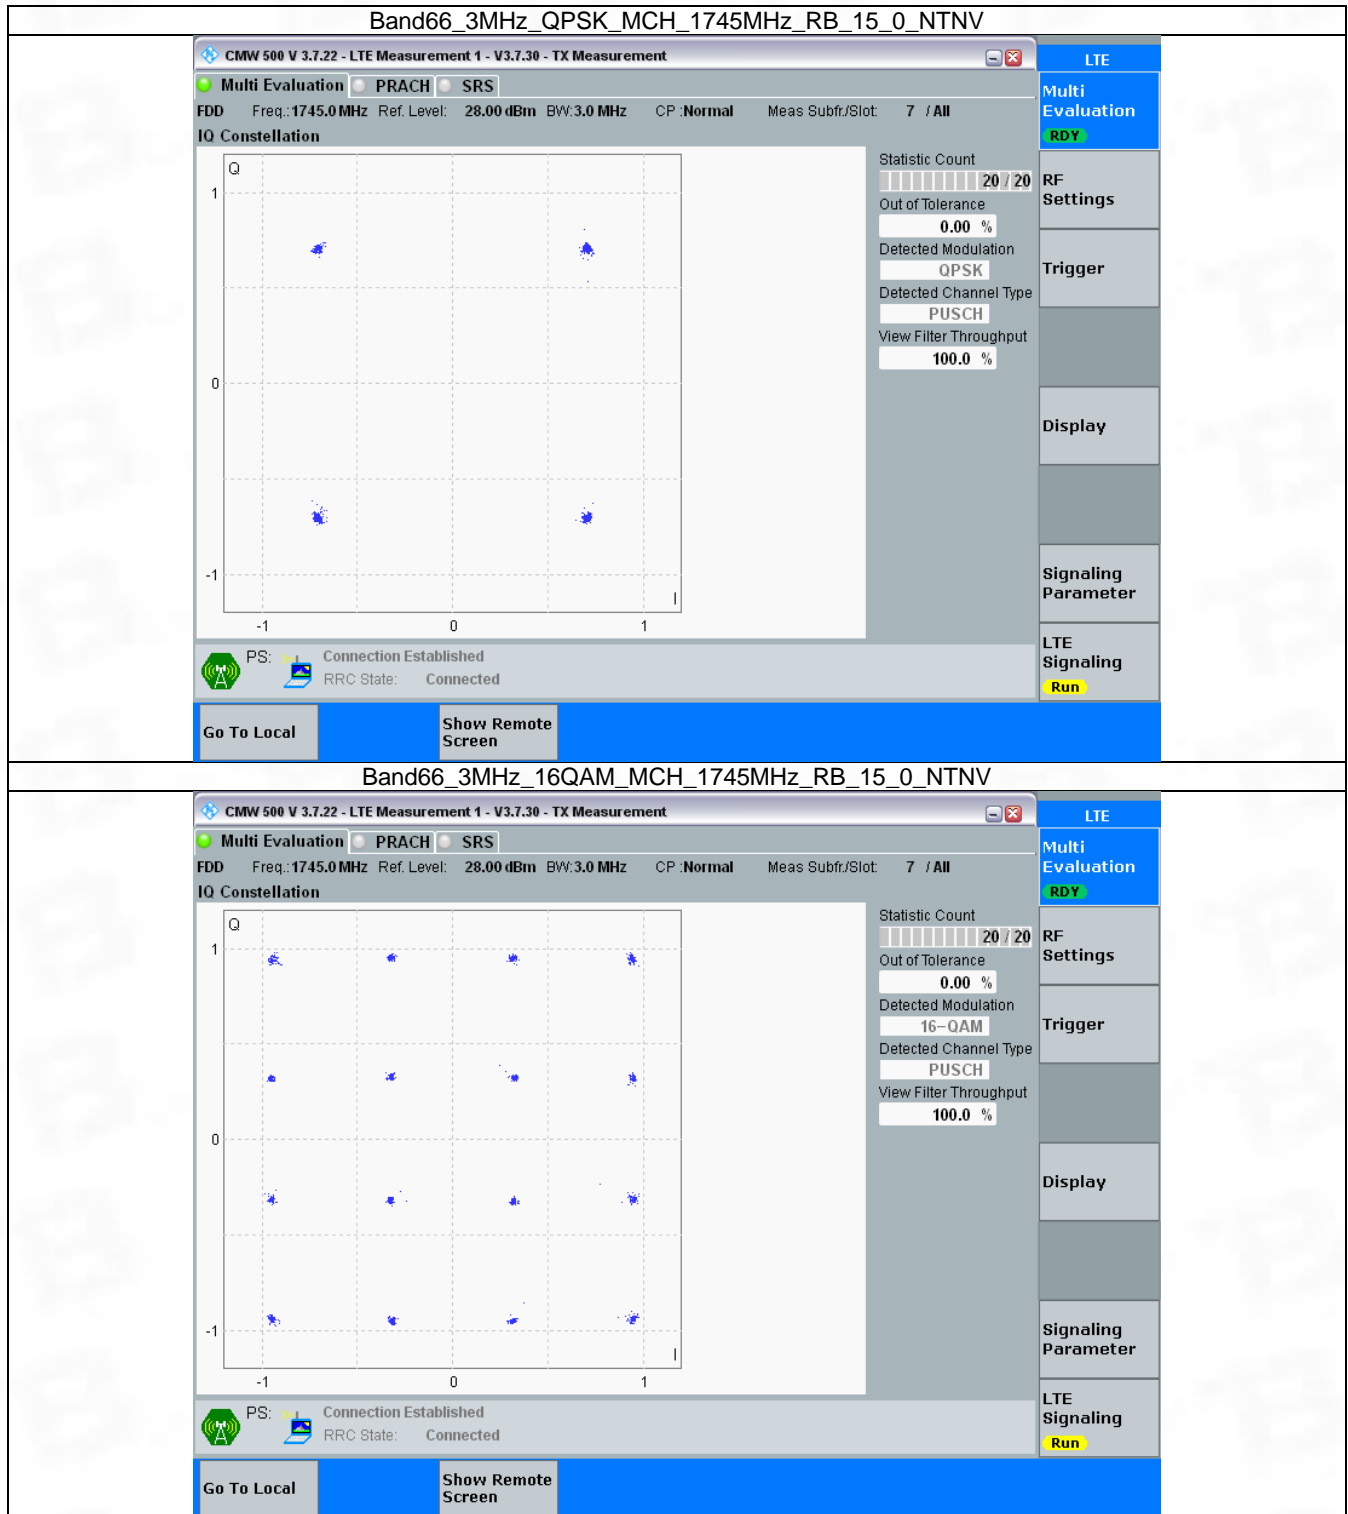 Band66_3MHz_QPSK_MCH_1745MHz_RB_15_0_NTNV
CMW 500 V 3.7.22 - LTE Measurement 1 - V3.7.30 - TX Measurement
LTE
Multi Evaluation PRACH SRS
Multi
Evaluation
RDY
FDD Freq.:1745.0 MHz Ref. Level: 28.00 dBm BW:3.0 MHz CP :Normal Meas Subfr./Slot: 7 / All
IQ Constellation
Q
1
0
-1
I
-1 0 1
Statistic Count
20 / 20
Out of Tolerance
0.00 %
Detected Modulation
QPSK
Detected Channel Type
PUSCH
View Filter Throughput
100.0 %
RF
Settings
Trigger
Display
Signaling
Parameter
LTE
Signaling
Run
PS: Connection Established
RRC State: Connected
Go To Local
Show Remote
Screen
Band66_3MHz_16QAM_MCH_1745MHz_RB_15_0_NTNV
CMW 500 V 3.7.22 - LTE Measurement 1 - V3.7.30 - TX Measurement
LTE
Multi Evaluation PRACH SRS
Multi
Evaluation
RDY
FDD Freq.:1745.0 MHz Ref. Level: 28.00 dBm BW:3.0 MHz CP :Normal Meas Subfr./Slot: 7 / All
IQ Constellation
Q
1
0
-1
I
-1 0 1
Statistic Count
20 / 20
Out of Tolerance
0.00 %
Detected Modulation
16-QAM
Detected Channel Type
PUSCH
View Filter Throughput
100.0 %
RF
Settings
Trigger
Display
Signaling
Parameter
LTE
Signaling
Run
PS: Connection Established
RRC State: Connected
Go To Local
Show Remote
Screen